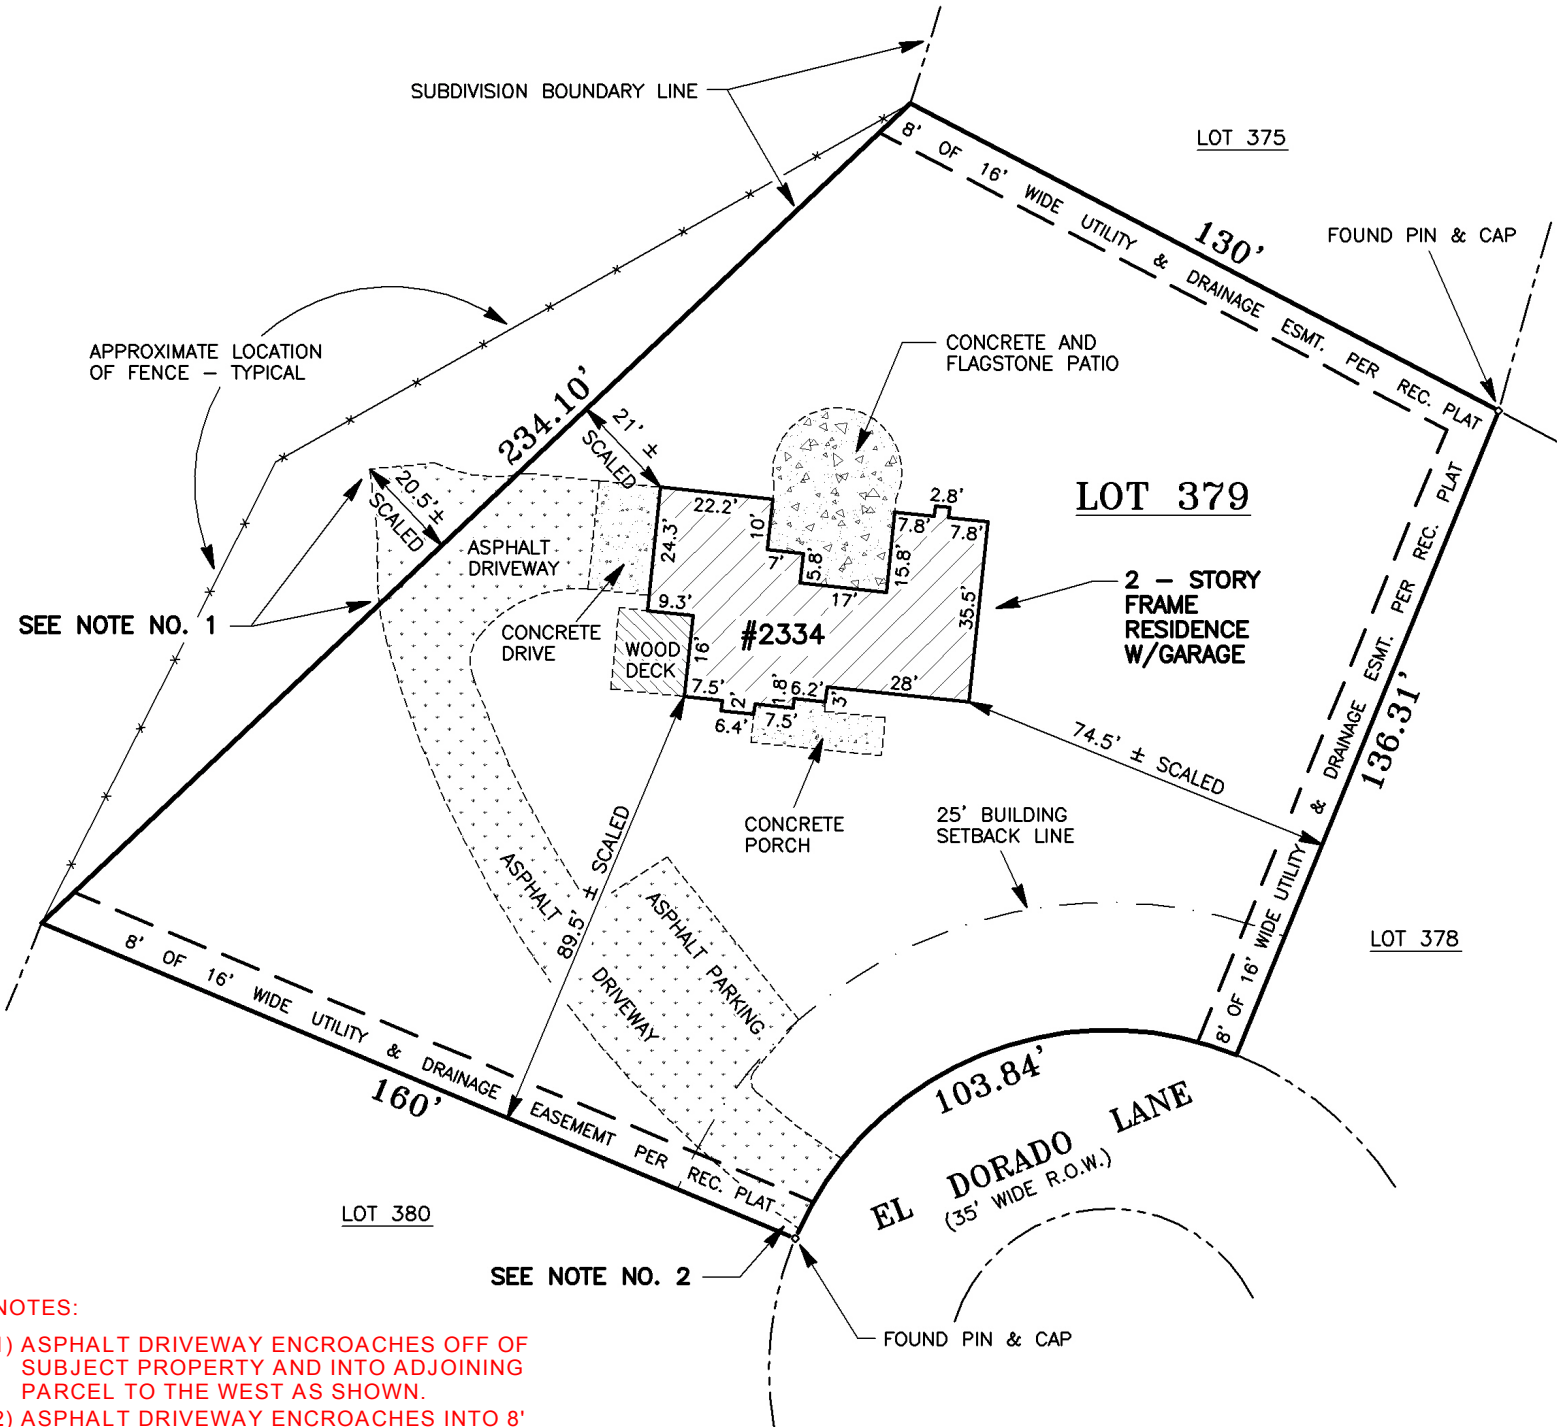 SUBDIVISION BOUNDARY LINE
LOT 375
8' OF 16' WIDE UTILITY & DRAINAGE ESMT. PER REC. PLAT
130'
FOUND PIN & CAP
APPROXIMATE LOCATION
OF FENCE – TYPICAL
CONCRETE AND
FLAGSTONE PATIO
234.10'
21' ±
SCALED
20.5' ±
SCALED
LOT 379
22.2'
10'
24.3'
7'
5.8'
17'
15.8'
7.8'
2.8'
7.8'
35.5'
ASPHALT
DRIVEWAY
2 – STORY
FRAME
RESIDENCE
W/GARAGE
SEE NOTE NO. 1
9.3'
CONCRETE
DRIVE
WOOD
DECK
16'
#2334
7.5'
2'
6.4'
7.5'
1.8'
6.2'
3'
28'
74.5' ± SCALED
8' OF 16' WIDE UTILITY & DRAINAGE ESMT. PER REC. PLAT
136.31'
CONCRETE
PORCH
25' BUILDING
SETBACK LINE
89.5' ± SCALED
ASPHALT
DRIVEWAY
ASPHALT PARKING
LOT 378
8' OF 16' WIDE UTILITY & DRAINAGE EASEMEMT PER REC. PLAT
160'
103.84'
EL DORADO LANE
(35' WIDE R.O.W.)
LOT 380
SEE NOTE NO. 2
FOUND PIN & CAP
NOTES:
1) ASPHALT DRIVEWAY ENCROACHES OFF OF
SUBJECT PROPERTY AND INTO ADJOINING
PARCEL TO THE WEST AS SHOWN.
2) ASPHALT DRIVEWAY ENCROACHES INTO 8'